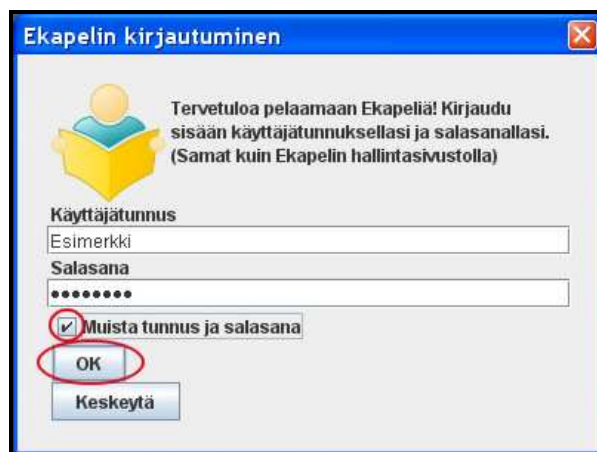 Ekapelin kirjautuminen
Tervetuloa pelaamaan Ekapeliä! Kirjaudu
sisään käyttäjätunnuksellasi ja salasanallasi.
(Samat kuin Ekapelin hallintasivustolla)
Käyttäjätunnus
Esimerkki
Salasana
••••••••
Muista tunnus ja salasana
OK
Keskeytä